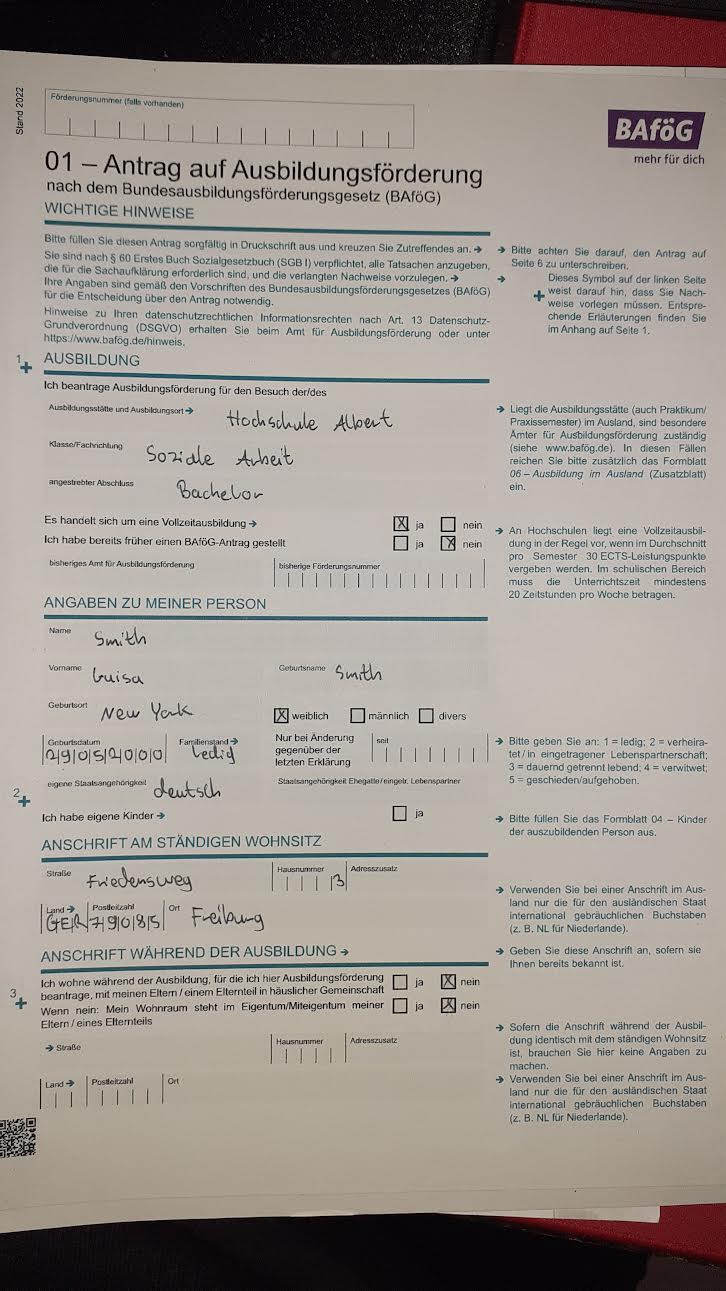 Stand 2022
Förderungsnummer (falls vorhanden)
BAföG
mehr für dich
01 – Antrag auf Ausbildungsförderung
nach dem Bundesausbildungsförderungsgesetz (BAföG)
WICHTIGE HINWEISE
Bitte füllen Sie diesen Antrag sorgfältig in Druckschrift aus und kreuzen Sie Zutreffendes an. →
Sie sind nach § 60 Erstes Buch Sozialgesetzbuch (SGB I) verpflichtet, alle Tatsachen anzugeben,
die für die Sachaufklärung erforderlich sind, und die verlangten Nachweise vorzulegen. →
Ihre Angaben sind gemäß den Vorschriften des Bundesausbildungsförderungsgesetzes (BAföG)
für die Entscheidung über den Antrag notwendig.
Hinweise zu Ihren datenschutzrechtlichen Informationsrechten nach Art. 13 Datenschutz-
Grundverordnung (DSGVO) erhalten Sie beim Amt für Ausbildungsförderung oder unter
https://www.bafög.de/hinweis.
→ Bitte achten Sie darauf, den Antrag auf
Seite 6 zu unterschreiben.
→ Dieses Symbol auf der linken Seite
+ weist darauf hin, dass Sie Nach-
weise vorlegen müssen. Entspre-
chende Erläuterungen finden Sie
im Anhang auf Seite 1.
1+ AUSBILDUNG
Ich beantrage Ausbildungsförderung für den Besuch der/des
Ausbildungsstätte und Ausbildungsort → Hochschule Albert
Klasse/Fachrichtung Soziale Arbeit
angestrebter Abschluss Bachelor
→ Liegt die Ausbildungsstätte (auch Praktikum/
Praxissemester) im Ausland, sind besondere
Ämter für Ausbildungsförderung zuständig
(siehe www.bafög.de). In diesen Fällen
reichen Sie bitte zusätzlich das Formblatt
06 – Ausbildung im Ausland (Zusatzblatt)
ein.
Es handelt sich um eine Vollzeitausbildung → X ja nein
Ich habe bereits früher einen BAföG-Antrag gestellt ja X nein
bisheriges Amt für Ausbildungsförderung bisherige Förderungsnummer
→ An Hochschulen liegt eine Vollzeitausbil-
dung in der Regel vor, wenn im Durchschnitt
pro Semester 30 ECTS-Leistungspunkte
vergeben werden. Im schulischen Bereich
muss die Unterrichtszeit mindestens
20 Zeitstunden pro Woche betragen.
ANGABEN ZU MEINER PERSON
Name Smith
Vorname Luisa Geburtsname Smith
Geburtsort New York X weiblich männlich divers
Geburtsdatum 29052000 Familienstand → Ledig
Nur bei Änderung
gegenüber der
letzten Erklärung
seit
→ Bitte geben Sie an: 1 = ledig; 2 = verheira-
tet / in eingetragener Lebenspartnerschaft;
3 = dauernd getrennt lebend; 4 = verwitwet;
5 = geschieden/aufgehoben.
2+ eigene Staatsangehörigkeit deutsch Staatsangehörigkeit Ehegatte/eingetr. Lebenspartner
Ich habe eigene Kinder → ja
→ Bitte füllen Sie das Formblatt 04 – Kinder
der auszubildenden Person aus.
ANSCHRIFT AM STÄNDIGEN WOHNSITZ
Straße Friedensweg Hausnummer 13 Adresszusatz
Land → GER Postleitzahl 79085 Ort Freiburg
→ Verwenden Sie bei einer Anschrift im Aus-
land nur die für den ausländischen Staat
international gebräuchlichen Buchstaben
(z. B. NL für Niederlande).
ANSCHRIFT WÄHREND DER AUSBILDUNG →
→ Geben Sie diese Anschrift an, sofern sie
Ihnen bereits bekannt ist.
3+ Ich wohne während der Ausbildung, für die ich hier Ausbildungsförderung
beantrage, mit meinen Eltern / einem Elternteil in häuslicher Gemeinschaft ja X nein
Wenn nein: Mein Wohnraum steht im Eigentum/Miteigentum meiner
Eltern / eines Elternteils ja X nein
→ Straße Hausnummer Adresszusatz
Land → Postleitzahl Ort
→ Sofern die Anschrift während der Ausbil-
dung identisch mit dem ständigen Wohnsitz
ist, brauchen Sie hier keine Angaben zu
machen.
→ Verwenden Sie bei einer Anschrift im Aus-
land nur die für den ausländischen Staat
international gebräuchlichen Buchstaben
(z. B. NL für Niederlande).